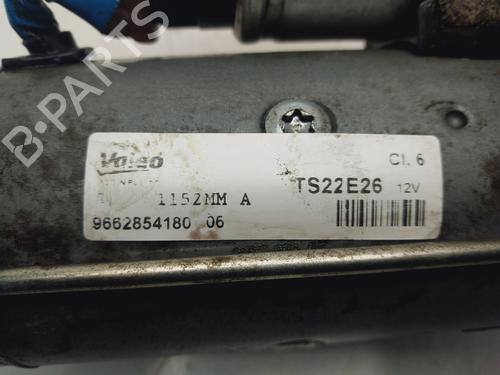 B-PARTS
Valeo
Cl. 6
TS22E26 12V
1152MM A
9662854180 06